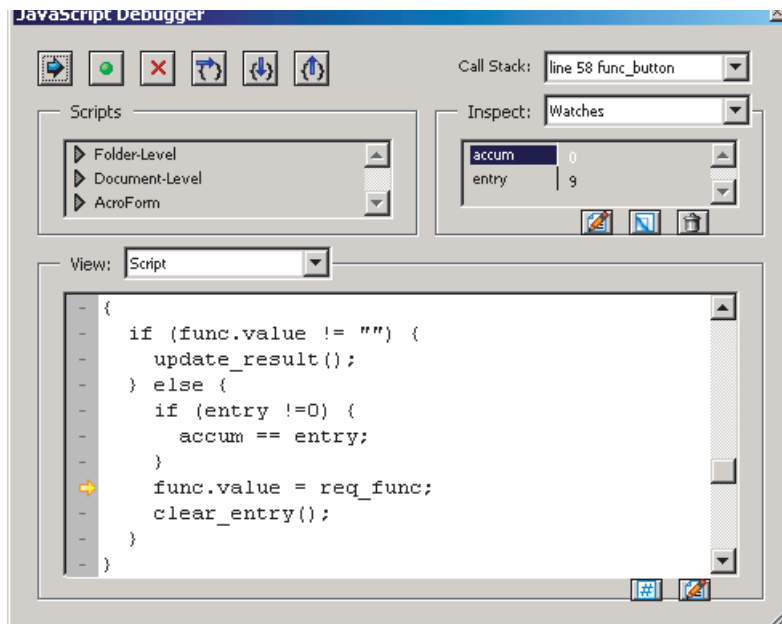 JavaScript Debugger
Call Stack: line 58 func_button
Scripts
Inspect: Watches
Folder-Level
Document-Level
AcroForm
accum 0
entry 9
View: Script
- {
-   if (func.value != "") {
-     update_result();
-   } else {
-     if (entry !=0) {
-       accum == entry;
-     }
func.value = req_func;
-     clear_entry();
-   }
- }
#